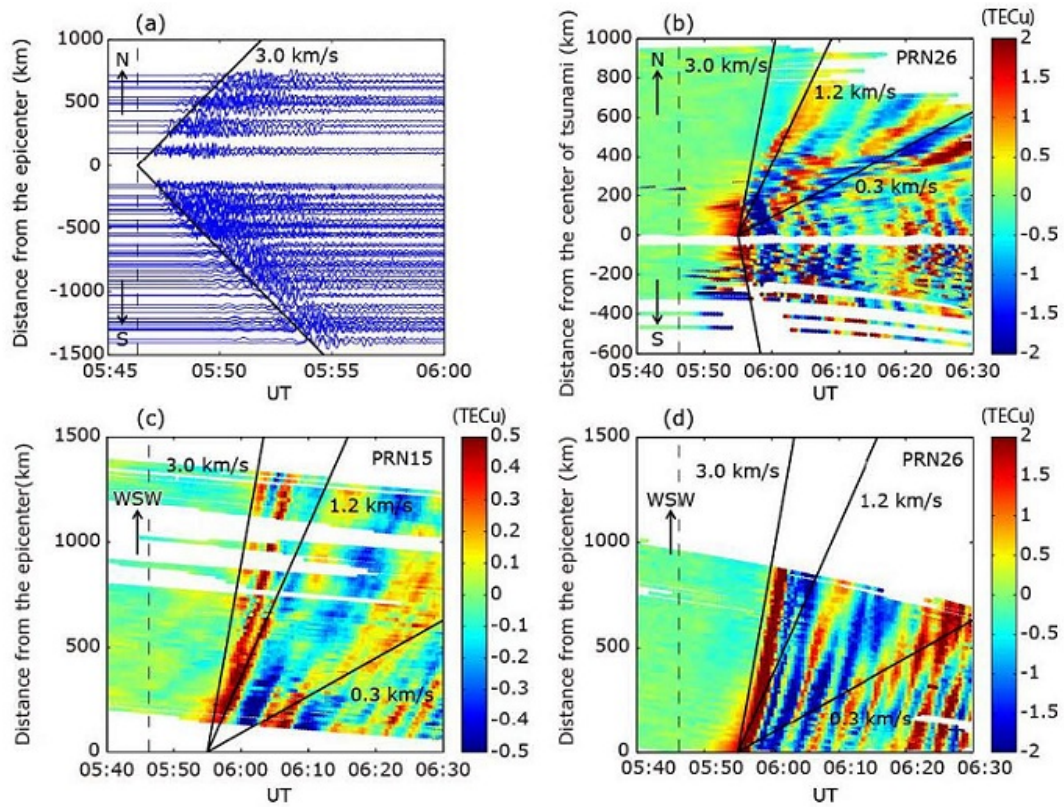 (a)
Distance from the epicenter (km)
1000
500
0
-500
-1000
-1500
N
S
3.0 km/s
05:45 05:50 05:55 06:00
UT
(b)
(TECu)
Distance from the center of tsunami (km)
1000
800
600
400
200
0
-200
-400
-600
N
S
3.0 km/s
PRN26
1.2 km/s
0.3 km/s
05:40 05:50 06:00 06:10 06:20 06:30
UT
2
1.5
1
0.5
0
-0.5
-1
-1.5
-2
(c)
(TECu)
Distance from the epicenter(km)
1500
1000
500
0
WSW
3.0 km/s
PRN15
1.2 km/s
0.3 km/s
05:40 05:50 06:00 06:10 06:20 06:30
UT
0.5
0.4
0.3
0.2
0.1
0
-0.1
-0.2
-0.3
-0.4
-0.5
(d)
(TECu)
Distance from the epicenter (km)
1500
1000
500
0
WSW
3.0 km/s
PRN26
1.2 km/s
0.3 km/s
05:40 05:50 06:00 06:10 06:20 06:30
UT
2
1.5
1
0.5
0
-0.5
-1
-1.5
-2